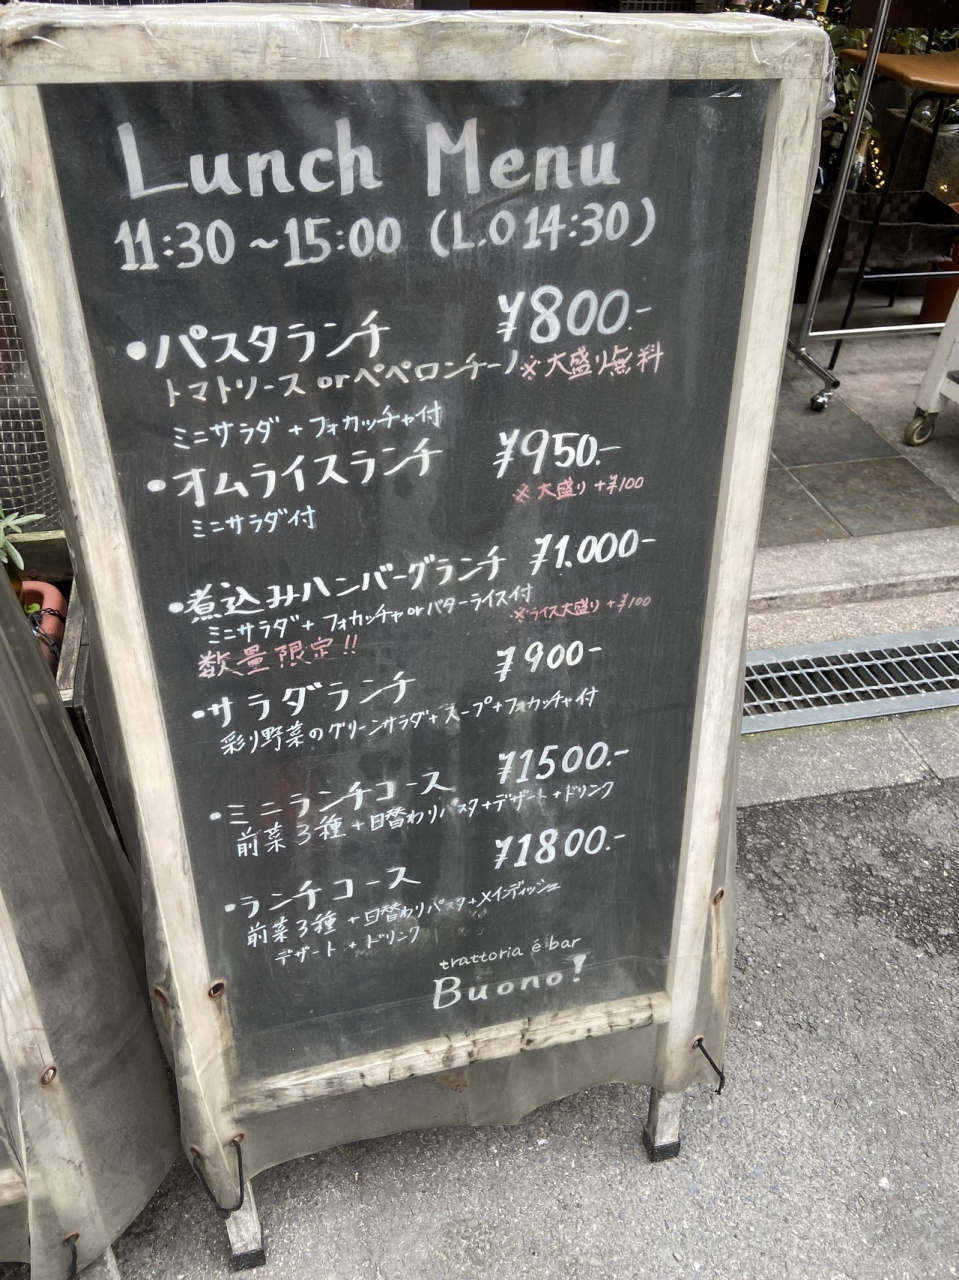 Lunch Menu
11:30～15:00 (L.O 14:30)
•パスタランチ ¥800.-
トマトソース or ペペロンチーノ ※大盛り無料
ミニサラダ + フォカッチャ付
•オムライスランチ ¥950.-
※大盛り +¥100
ミニサラダ付
•煮込みハンバーグランチ ¥1.000-
ミニサラダ + フォカッチャ or バターライス付
※ライス大盛り +¥100
数量限定!!
•サラダランチ ¥900-
彩り野菜のグリーンサラダ+スープ+フォカッチャ付
•ミニランチコース ¥1500.-
前菜3種 + 日替わりパスタ+デザート + ドリンク
•ランチコース ¥1800.-
前菜3種 + 日替わりパスタ+メインディッシュ
デザート + ドリンク
trattoria é bar
Buono!